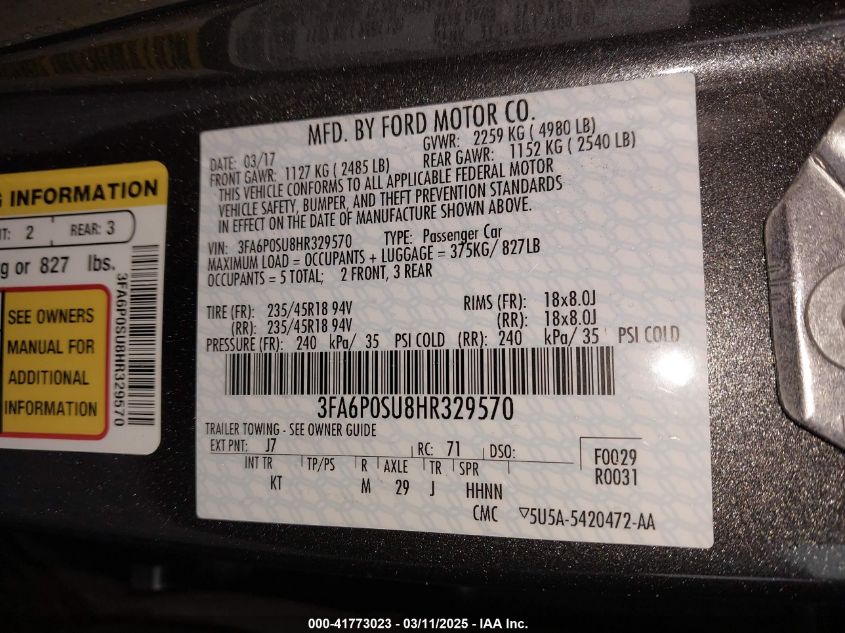 MFD. BY FORD MOTOR CO.
DATE: 03/17 GVWR: 2259 KG ( 4980 LB)
FRONT GAWR: 1127 KG ( 2485 LB) REAR GAWR: 1152 KG ( 2540 LB)
THIS VEHICLE CONFORMS TO ALL APPLICABLE FEDERAL MOTOR
VEHICLE SAFETY, BUMPER, AND THEFT PREVENTION STANDARDS
IN EFFECT ON THE DATE OF MANUFACTURE SHOWN ABOVE.
VIN: 3FA6P0SU8HR329570 TYPE: Passenger Car
MAXIMUM LOAD = OCCUPANTS + LUGGAGE = 375KG/ 827LB
OCCUPANTS = 5 TOTAL; 2 FRONT, 3 REAR
TIRE (FR): 235/45R18 94V RIMS (FR): 18x8.0J
(RR): 235/45R18 94V (RR): 18x8.0J
PRESSURE (FR): 240 kPa/ 35 PSI COLD (RR): 240 kPa/ 35 PSI COLD
3FA6P0SU8HR329570
TRAILER TOWING - SEE OWNER GUIDE
EXT PNT: J7 RC: 71 DSO:
F0029
R0031
INT TR TP/PS R AXLE TR SPR
KT M 29 J HHNN
CMC ▽5U5A-5420472-AA
INFORMATION
2 REAR: 3
or 827 lbs.
SEE OWNERS
MANUAL FOR
ADDITIONAL
INFORMATION
3FA6P0SU8HR329570
000-41773023 - 03/11/2025 - IAA Inc.